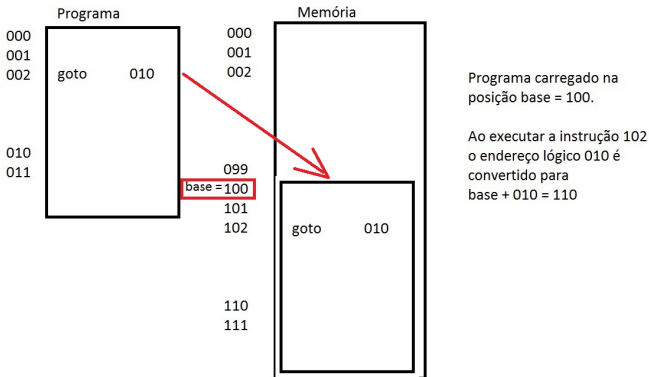 Programa
000
001
002 goto 010
010
011
Memória
000
001
002
099
base = 100
101
102 goto 010
110
111
Programa carregado na
posição base = 100.
Ao executar a instrução 102
o endereço lógico 010 é
convertido para
base + 010 = 110